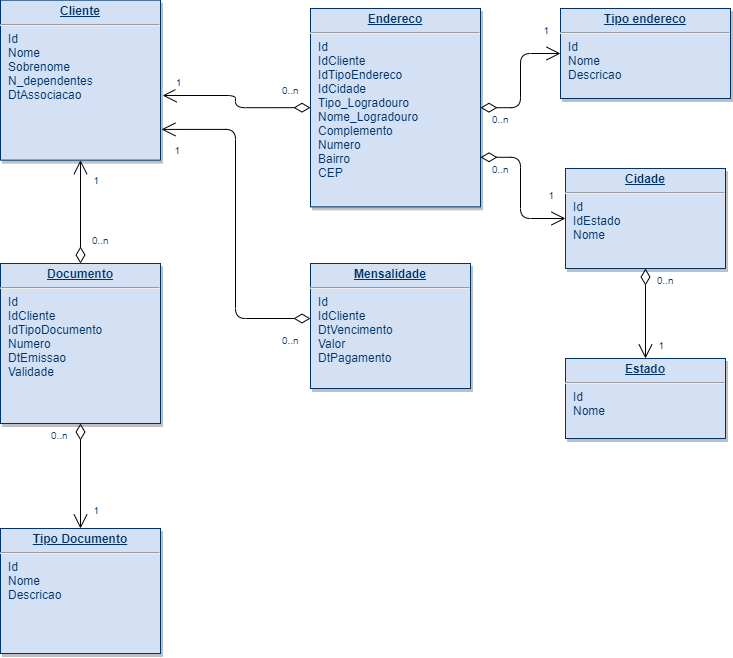 Cliente
Id
Nome
Sobrenome
N_dependentes
DtAssociacao
Endereco
Id
IdCliente
IdTipoEndereco
IdCidade
Tipo_Logradouro
Nome_Logradouro
Complemento
Numero
Bairro
CEP
Tipo endereco
Id
Nome
Descricao
1
0..n
1
0..n
1
0..n
1
Cidade
Id
IdEstado
Nome
1
0..n
Documento
Id
IdCliente
IdTipoDocumento
Numero
DtEmissao
Validade
Mensalidade
Id
IdCliente
DtVencimento
Valor
DtPagamento
0..n
0..n
1
Estado
Id
Nome
0..n
1
Tipo Documento
Id
Nome
Descricao